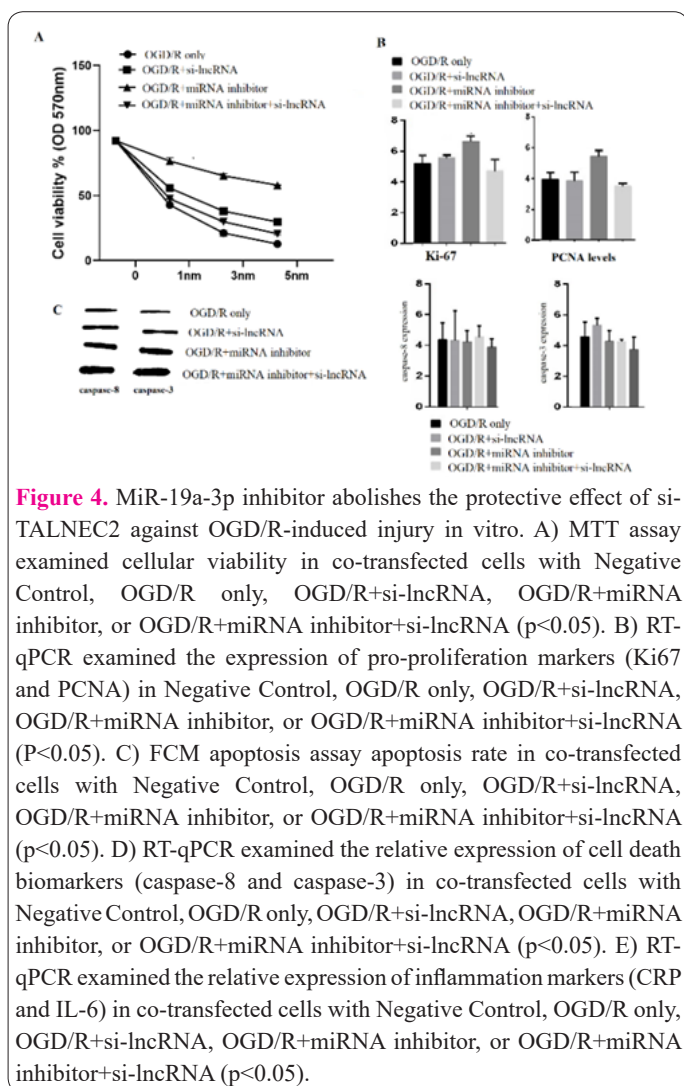 A
OGD/R only
OGD/R+si-lncRNA
OGD/R+miRNA inhibitor
OGD/R+miRNA inhibitor+si-lncRNA
Cell viability % (OD 570nm)
150
100
50
0
0 1nm 3nm 5nm
B
OGD/R only
OGD/R+si-lncRNA
OGD/R+miRNA inhibitor
OGD/R+miRNA inhibitor+si-lncRNA
8
6
4
2
0
Ki-67
8
6
4
2
0
PCNA levels
C
OGD/R only
OGD/R+si-lncRNA
OGD/R+miRNA inhibitor
OGD/R+miRNA inhibitor+si-lncRNA
caspase-8 caspase-3
caspase-8 expression
8
6
4
2
0
caspase-3 expression
8
6
4
2
0
OGD/R only
OGD/R+si-lncRNA
OGD/R+miRNA inhibitor
OGD/R+miRNA inhibitor+si-lncRNA
Figure 4. MiR-19a-3p inhibitor abolishes the protective effect of si-
TALNEC2 against OGD/R-induced injury in vitro. A) MTT assay
examined cellular viability in co-transfected cells with Negative
Control, OGD/R only, OGD/R+si-lncRNA, OGD/R+miRNA
inhibitor, or OGD/R+miRNA inhibitor+si-lncRNA (p<0.05). B) RT-
qPCR examined the expression of pro-proliferation markers (Ki67
and PCNA) in Negative Control, OGD/R only, OGD/R+si-lncRNA,
OGD/R+miRNA inhibitor, or OGD/R+miRNA inhibitor+si-lncRNA
(P<0.05). C) FCM apoptosis assay apoptosis rate in co-transfected
cells with Negative Control, OGD/R only, OGD/R+si-lncRNA,
OGD/R+miRNA inhibitor, or OGD/R+miRNA inhibitor+si-lncRNA
(p<0.05). D) RT-qPCR examined the relative expression of cell death
biomarkers (caspase-8 and caspase-3) in co-transfected cells with
Negative Control, OGD/R only, OGD/R+si-lncRNA, OGD/R+miRNA
inhibitor, or OGD/R+miRNA inhibitor+si-lncRNA (p<0.05). E) RT-
qPCR examined the relative expression of inflammation markers (CRP
and IL-6) in co-transfected cells with Negative Control, OGD/R only,
OGD/R+si-lncRNA, OGD/R+miRNA inhibitor, or OGD/R+miRNA
inhibitor+si-lncRNA (p<0.05).